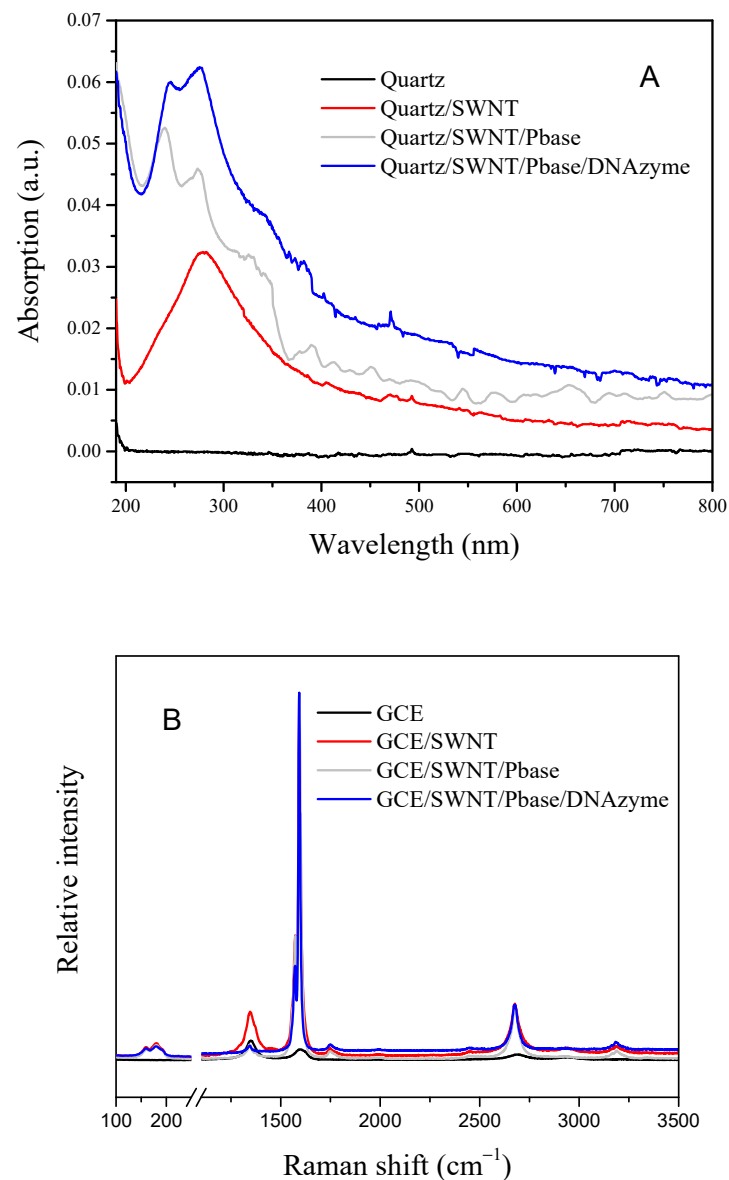 A
Quartz
Quartz/SWNT
Quartz/SWNT/Pbase
Quartz/SWNT/Pbase/DNAzyme
Absorption (a.u.)
0.07
0.06
0.05
0.04
0.03
0.02
0.01
0.00
200 300 400 500 600 700 800
Wavelength (nm)
B
GCE
GCE/SWNT
GCE/SWNT/Pbase
GCE/SWNT/Pbase/DNAzyme
Relative intensity
100 200 1500 2000 2500 3000 3500
Raman shift (cm⁻¹)